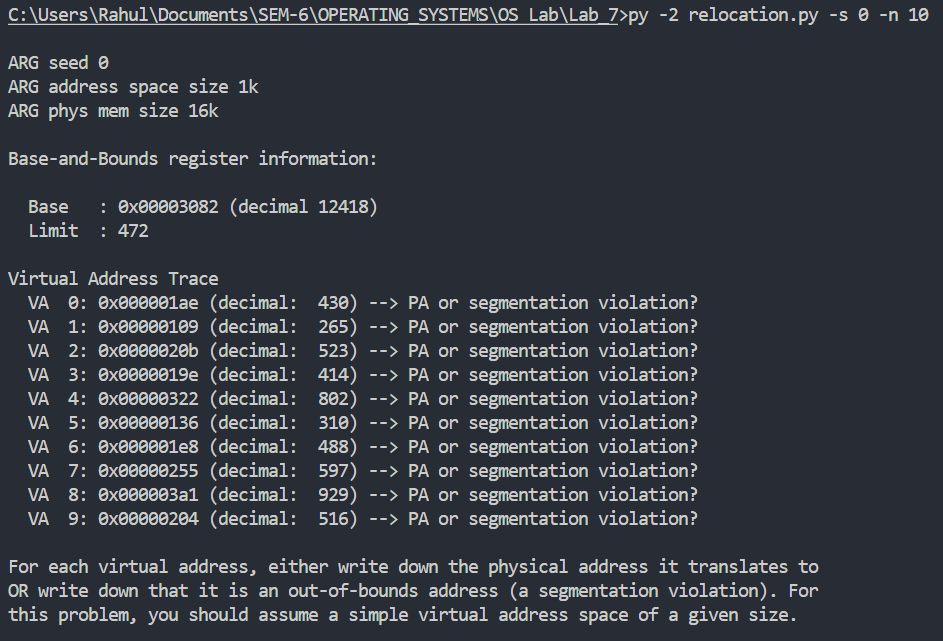 C:\Users\Rahul\Documents\SEM-6\OPERATING_SYSTEMS\OS_Lab\Lab_7>py -2 relocation.py -s 0 -n 10
ARG seed 0
ARG address space size 1k
ARG phys mem size 16k
Base-and-Bounds register information:
Base   : 0x00003082 (decimal 12418)
Limit  : 472
Virtual Address Trace
VA  0: 0x000001ae (decimal:  430) --> PA or segmentation violation?
VA  1: 0x00000109 (decimal:  265) --> PA or segmentation violation?
VA  2: 0x0000020b (decimal:  523) --> PA or segmentation violation?
VA  3: 0x0000019e (decimal:  414) --> PA or segmentation violation?
VA  4: 0x00000322 (decimal:  802) --> PA or segmentation violation?
VA  5: 0x00000136 (decimal:  310) --> PA or segmentation violation?
VA  6: 0x000001e8 (decimal:  488) --> PA or segmentation violation?
VA  7: 0x00000255 (decimal:  597) --> PA or segmentation violation?
VA  8: 0x000003a1 (decimal:  929) --> PA or segmentation violation?
VA  9: 0x00000204 (decimal:  516) --> PA or segmentation violation?
For each virtual address, either write down the physical address it translates to
OR write down that it is an out-of-bounds address (a segmentation violation). For
this problem, you should assume a simple virtual address space of a given size.